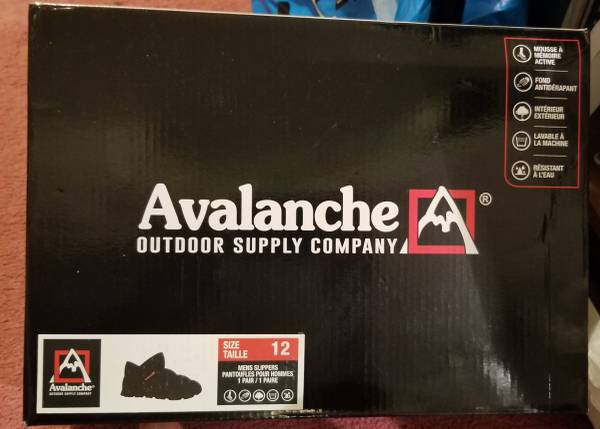 MOUSSE À
MÉMOIRE
ACTIVE
FOND
ANTIDÉRAPANT
INTÉRIEUR
EXTÉRIEUR
LAVABLE À
LA MACHINE
RÉSISTANT
À L'EAU
Avalanche®
OUTDOOR SUPPLY COMPANY
SIZE
TAILLE
12
MENS SLIPPERS
PANTOUFLES POUR HOMMES
1 PAIR / 1 PAIRE
Avalanche®
OUTDOOR SUPPLY COMPANY